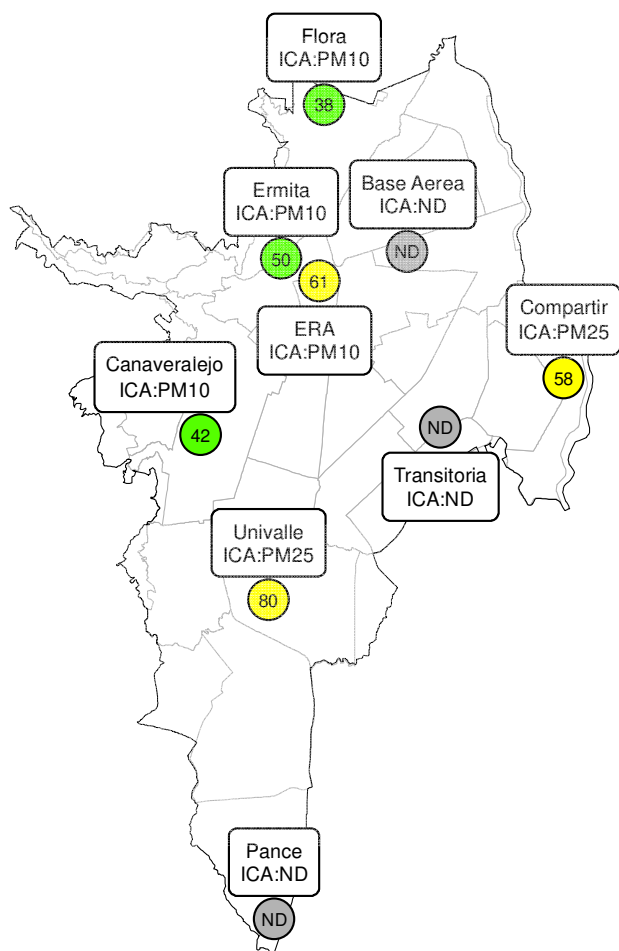 Flora
ICA:PM10
38
Ermita
ICA:PM10
50
Base Aerea
ICA:ND
ND
61
ERA
ICA:PM10
Compartir
ICA:PM25
58
Canaveralejo
ICA:PM10
42
ND
Transitoria
ICA:ND
Univalle
ICA:PM25
80
Pance
ICA:ND
ND